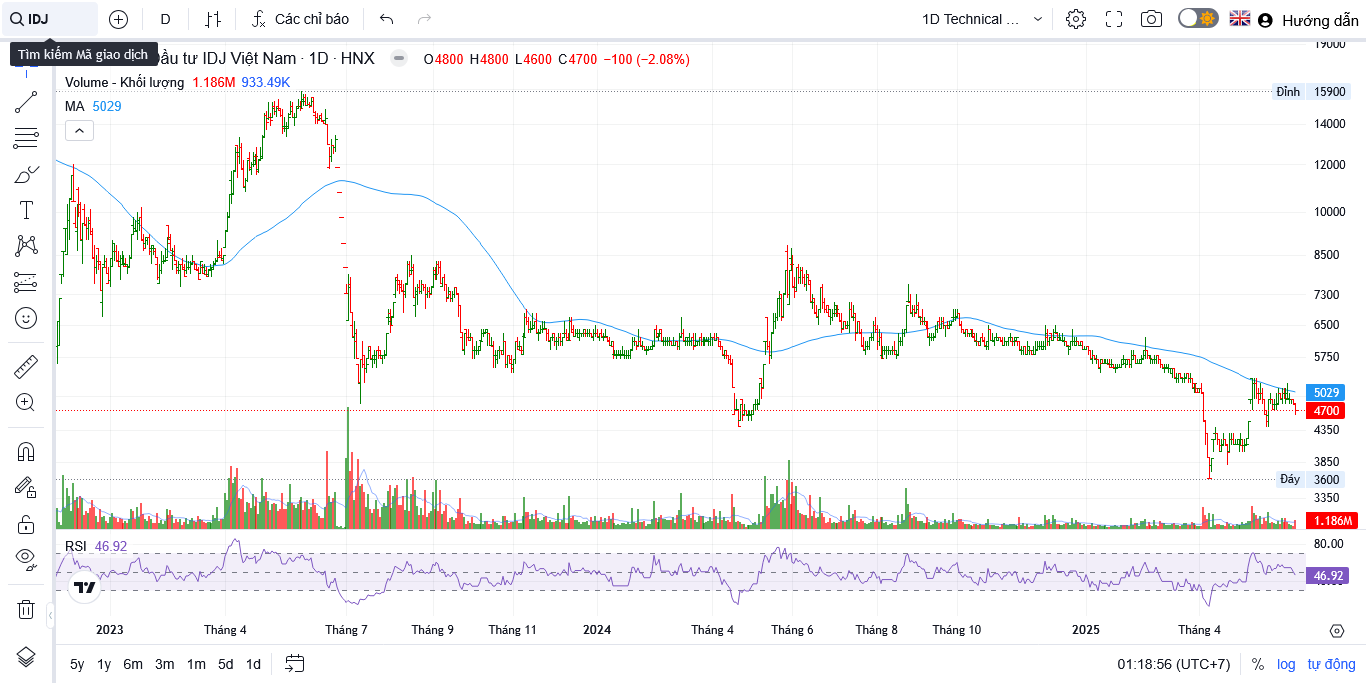 IDJ
D
Các chỉ báo
1D Technical ...
Hướng dẫn
Tìm kiếm Mã giao dịch
Đầu tư IDJ Việt Nam · 1D · HNX
O4800 H4800 L4600 C4700 −100 (−2.08%)
Volume - Khối lượng 1.186M 933.49K
MA 5029
19000
Đỉnh 15900
14000
12000
10000
8500
7300
6500
5750
5029
4700
4350
3850
Đáy 3600
3350
1.186M
RSI 46.92
80.00
46.92
2023 Tháng 4 Tháng 7 Tháng 9 Tháng 11 2024 Tháng 4 Tháng 6 Tháng 8 Tháng 10 2025 Tháng 4
5y 1y 6m 3m 1m 5d 1d
01:18:56 (UTC+7) % log tự động